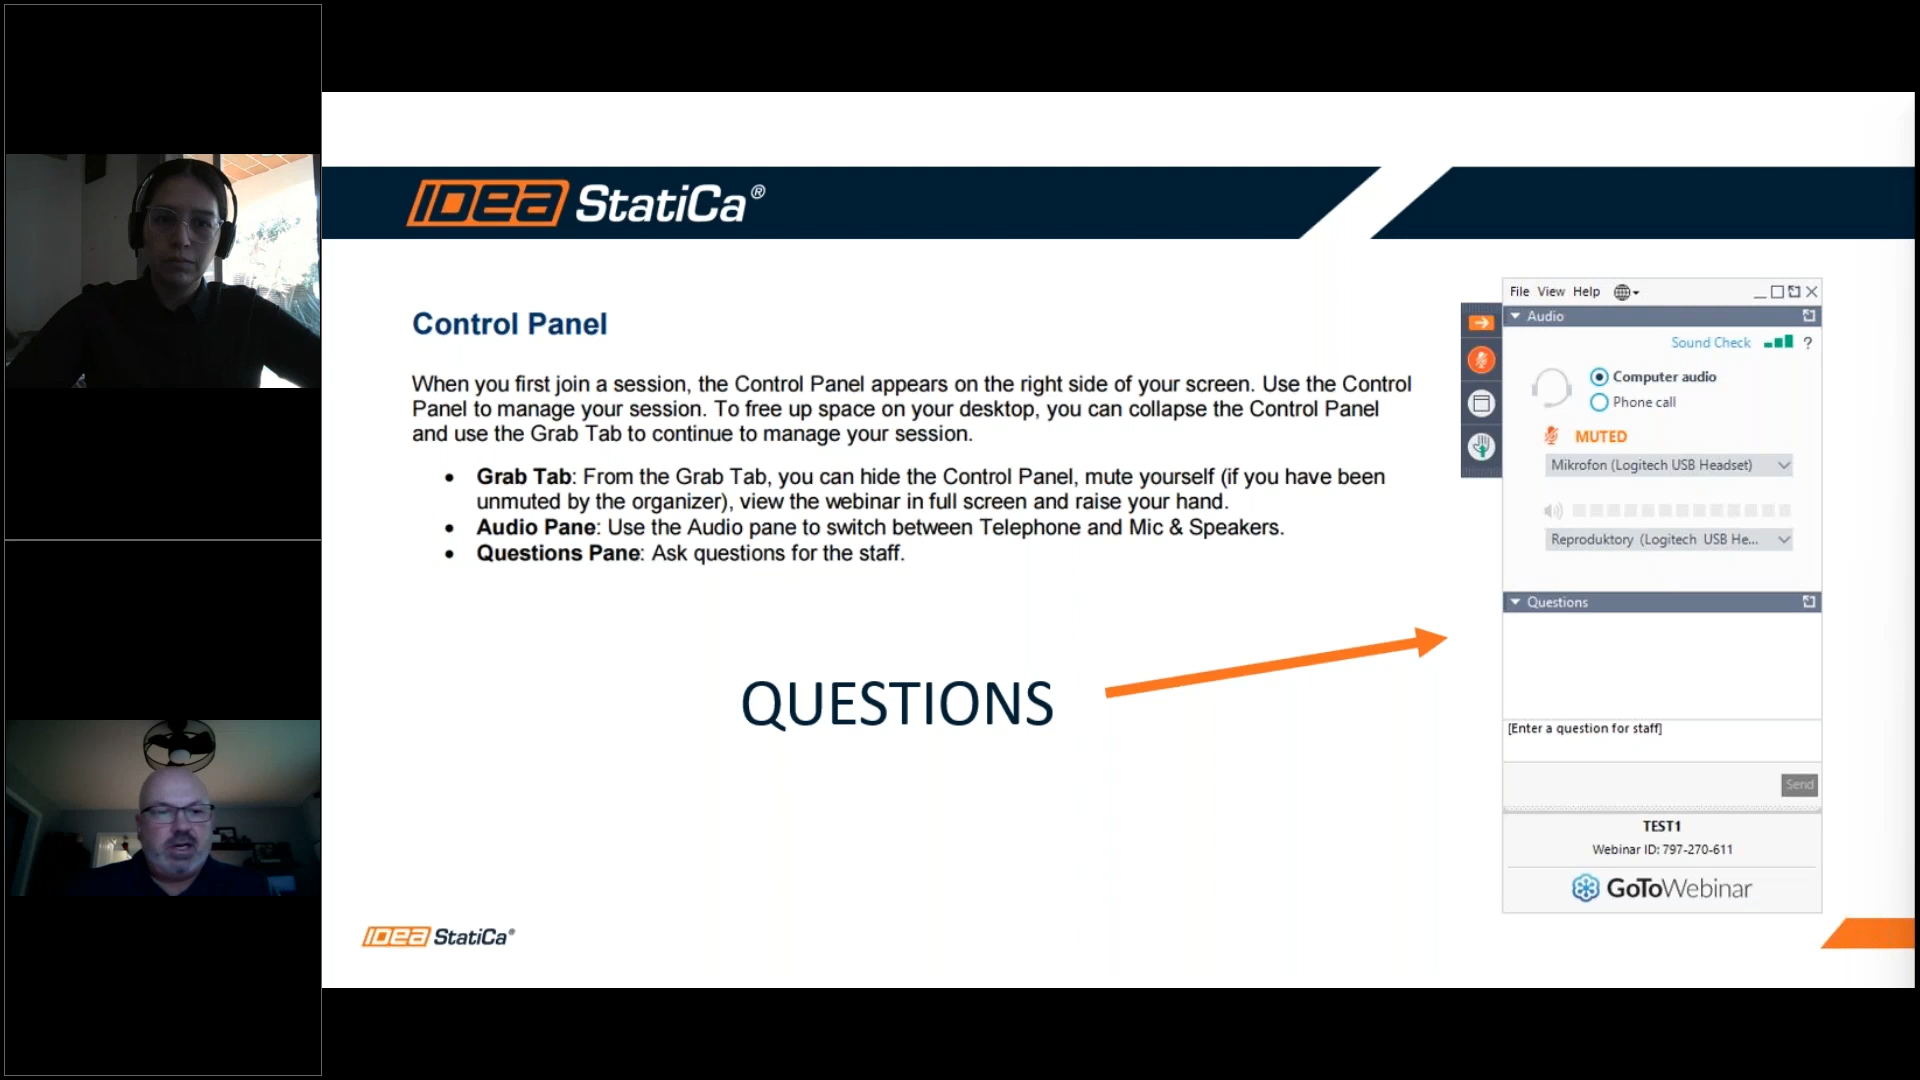 IDEA StatiCa®
Control Panel
When you first join a session, the Control Panel appears on the right side of your screen. Use the Control
Panel to manage your session. To free up space on your desktop, you can collapse the Control Panel
and use the Grab Tab to continue to manage your session.
• Grab Tab: From the Grab Tab, you can hide the Control Panel, mute yourself (if you have been
unmuted by the organizer), view the webinar in full screen and raise your hand.
• Audio Pane: Use the Audio pane to switch between Telephone and Mic & Speakers.
• Questions Pane: Ask questions for the staff.
QUESTIONS
File View Help
Audio
Sound Check ?
Computer audio
Phone call
MUTED
Mikrofon (Logitech USB Headset)
Reproduktory (Logitech USB He...
Questions
[Enter a question for staff]
Send
TEST1
Webinar ID: 797-270-611
GoToWebinar
IDEA StatiCa®